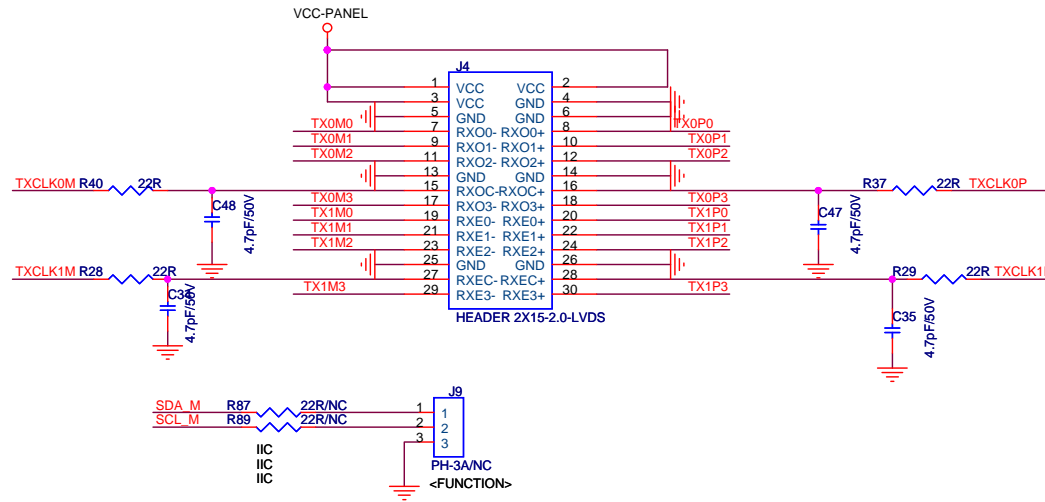 VCC-PANEL
J4
1 VCC VCC 2
3 VCC GND 4
5 GND GND 6
TX0M0 7 RXO0- RXO0+ 8 TX0P0
TX0M1 9 RXO1- RXO1+ 10 TX0P1
TX0M2 11 RXO2- RXO2+ 12 TX0P2
13 GND GND 14
TXCLK0M R40 22R 15 RXOC- RXOC+ 16 R37 22R TXCLK0P
TX0M3 17 RXO3- RXO3+ 18 TX0P3
C48 4.7pF/50V
C47 4.7pF/50V
TX1M0 19 RXE0- RXE0+ 20 TX1P0
TX1M1 21 RXE1- RXE1+ 22 TX1P1
TX1M2 23 RXE2- RXE2+ 24 TX1P2
25 GND GND 26
TXCLK1M R28 22R 27 RXEC- RXEC+ 28 R29 22R
TX1M3 29 RXE3- RXE3+ 30 TX1P3
4.7pF/50V
C35 4.7pF/50V
HEADER 2X15-2.0-LVDS
J9
SDA_M R87 22R/NC 1 1
SCL_M R89 22R/NC 2 2
3 3
IIC
IIC
IIC
PH-3A/NC
<FUNCTION>